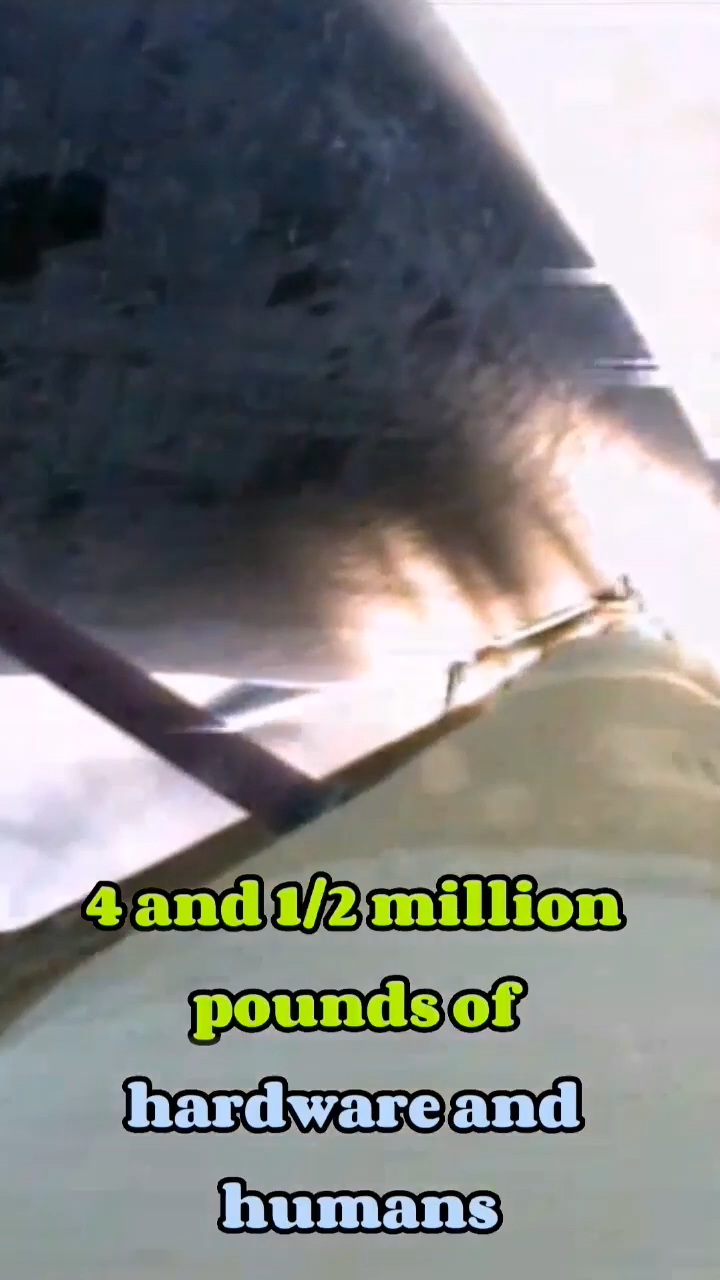 4 and 1/2 million
pounds of
hardware and
humans